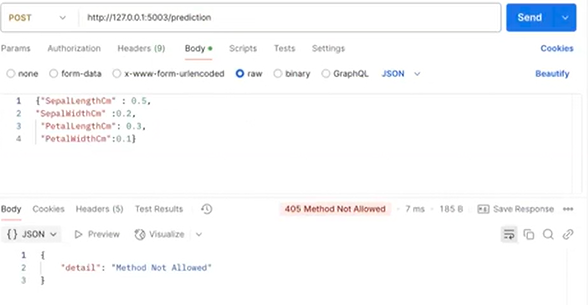 POST http://127.0.0.1:5003/prediction Send
Params Authorization Headers (9) Body Scripts Tests Settings Cookies
none form-data x-www-form-urlencoded raw binary GraphQL JSON Beautify
1 {"SepalLengthCm" : 0.5,
2 "SepalWidthCm" :0.2,
3 "PetalLengthCm": 0.3,
4 "PetalWidthCm":0.1}
Body Cookies Headers (5) Test Results 405 Method Not Allowed • 7 ms • 185 B Save Response
{} JSON Preview Visualize
1 {
2 "detail": "Method Not Allowed"
3 }